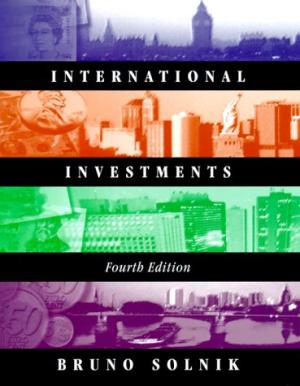 INTERNATIONAL
INVESTMENTS
Fourth Edition
BRUNO SOLNIK